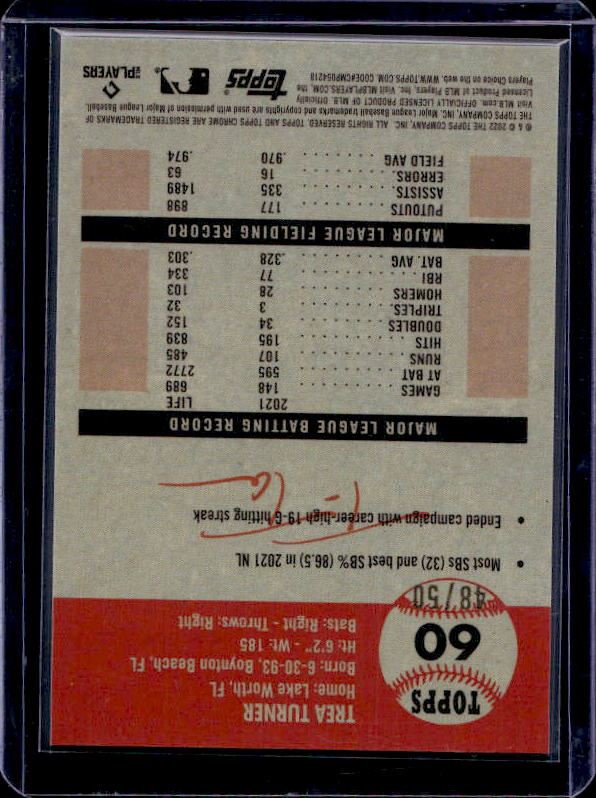 TOPPS
60
48/50
TREA TURNER
Home: Lake Worth, FL
Born: 6-30-93, Boynton Beach, FL
Ht: 6'2" - Wt: 185
Bats: Right - Throws: Right
• Most SBs (32) and best SB% (86.5) in 2021 NL
• Ended campaign with career-high 19-G hitting streak
MAJOR LEAGUE BATTING RECORD
2021 LIFE
GAMES 148 689
AT BAT 595 2772
RUNS 107 485
HITS 195 839
DOUBLES 34 152
TRIPLES 3 32
HOMERS 28 103
RBI 77 334
BAT. AVG .328 .303
MAJOR LEAGUE FIELDING RECORD
PUTOUTS 177 898
ASSISTS 335 1489
ERRORS 16 63
FIELD AVG .970 .974
® & © 2022 THE TOPPS COMPANY, INC. ALL RIGHTS RESERVED. TOPPS AND TOPPS CHROME ARE REGISTERED TRADEMARKS OF
THE TOPPS COMPANY, INC. Major League Baseball trademarks and copyrights are used with permission of Major League Baseball.
Visit MLB.com. OFFICIALLY LICENSED PRODUCT OF MLB PLAYERS, INC. Officially
Licensed Product of MLB Players, Inc. Visit MLBPLAYERS.COM, the
Players Choice on the web. WWW.TOPPS.COM. CODE#CMP054218
topps
MLB PLAYERS